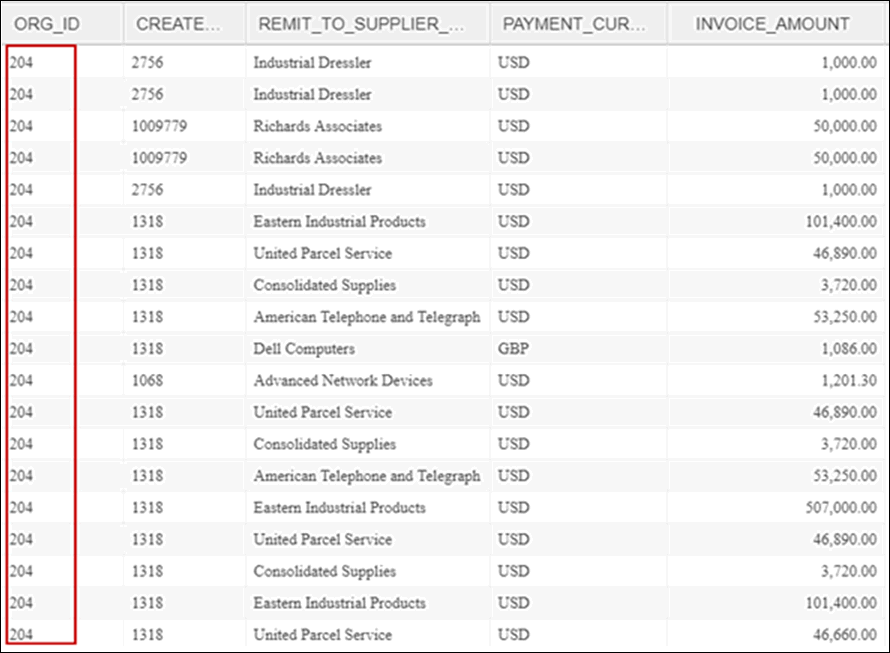 ORG_ID CREATE... REMIT_TO_SUPPLIER_... PAYMENT_CUR... INVOICE_AMOUNT
204 2756 Industrial Dressler USD 1,000.00
204 2756 Industrial Dressler USD 1,000.00
204 1009779 Richards Associates USD 50,000.00
204 1009779 Richards Associates USD 50,000.00
204 2756 Industrial Dressler USD 1,000.00
204 1318 Eastern Industrial Products USD 101,400.00
204 1318 United Parcel Service USD 46,890.00
204 1318 Consolidated Supplies USD 3,720.00
204 1318 American Telephone and Telegraph USD 53,250.00
204 1318 Dell Computers GBP 1,086.00
204 1068 Advanced Network Devices USD 1,201.30
204 1318 United Parcel Service USD 46,890.00
204 1318 Consolidated Supplies USD 3,720.00
204 1318 American Telephone and Telegraph USD 53,250.00
204 1318 Eastern Industrial Products USD 507,000.00
204 1318 United Parcel Service USD 46,890.00
204 1318 Consolidated Supplies USD 3,720.00
204 1318 Eastern Industrial Products USD 101,400.00
204 1318 United Parcel Service USD 46,660.00